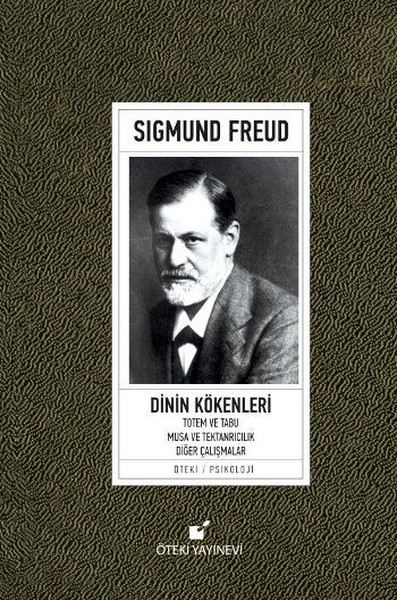 SIGMUND FREUD
DİNİN KÖKENLERİ
TOTEM VE TABU
MUSA VE TEKTANRICILIK
DİĞER ÇALIŞMALAR
ÖTEKİ / PSİKOLOJİ
ÖTEKİ YAYINEVİ